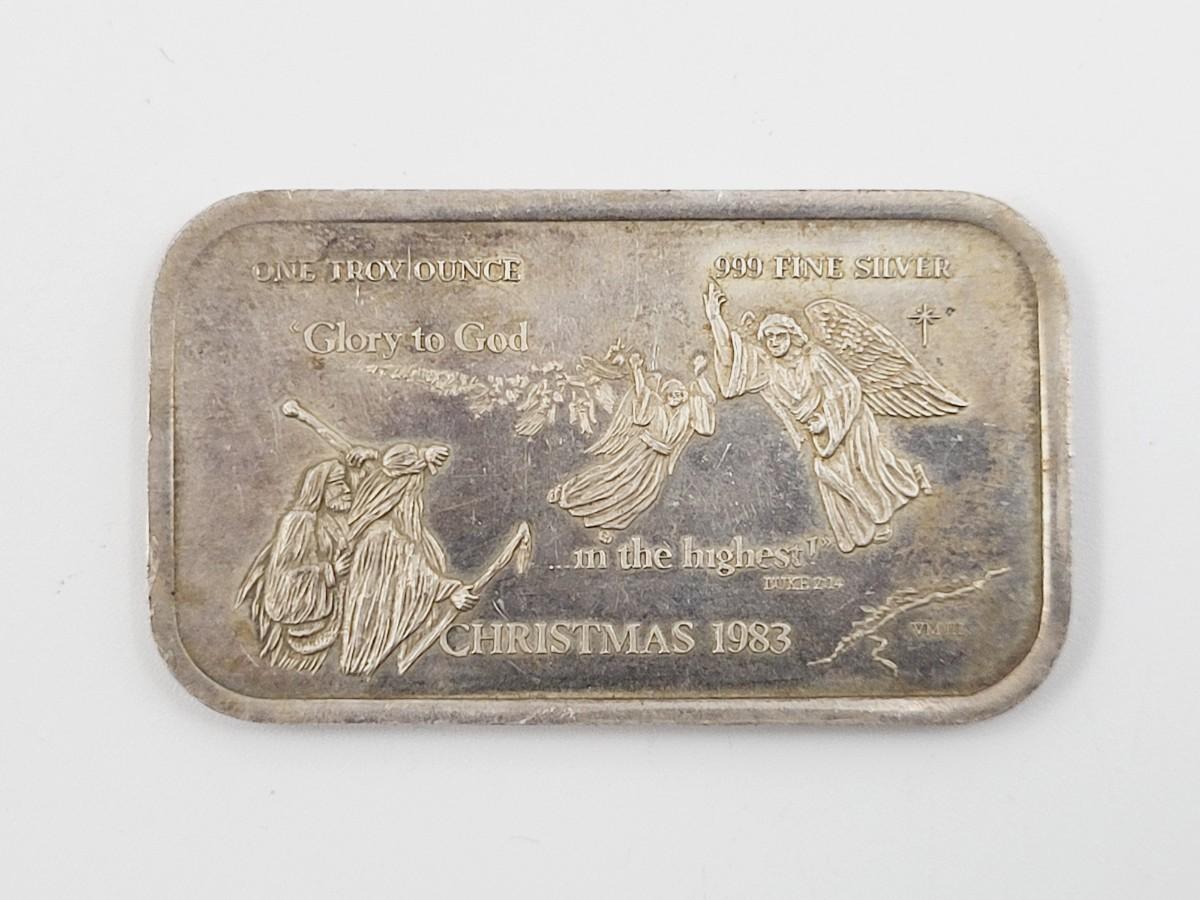 ONE TROY OUNCE
999 FINE SILVER
“Glory to God
...in the highest!”
LUKE 2:14
CHRISTMAS 1983